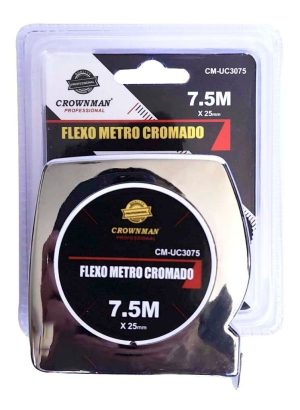 CROWNMAN®
PROFESSIONAL
CM-UC3075
7.5M
X 25mm
FLEXO METRO CROMADO
CROWNMAN®
PROFESSIONAL
CM-UC3075
FLEXO METRO CROMADO
7.5M
X 25mm